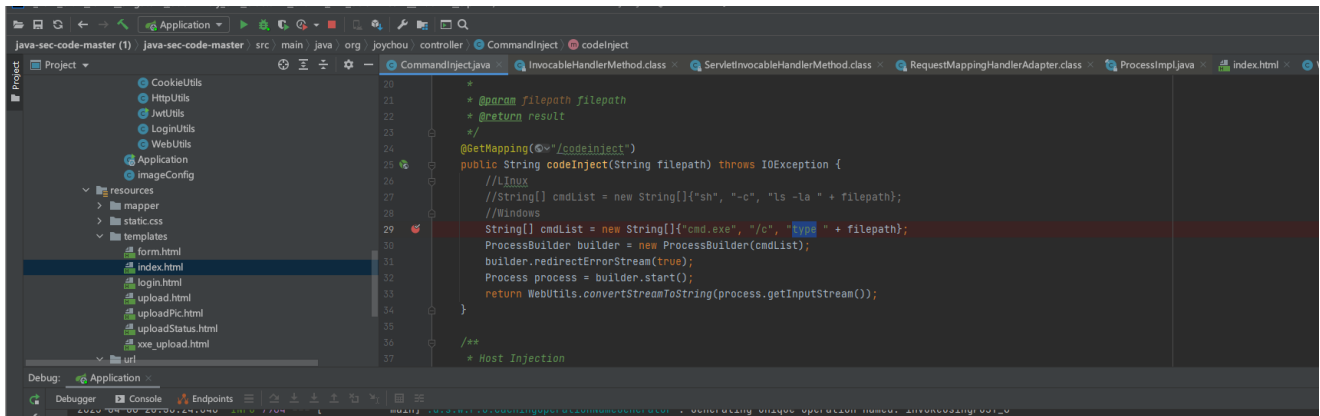 Application
java-sec-code-master (1) java-sec-code-master src main java org joychou controller CommandInject codeInject
Project
Project
CommandInject.java InvocableHandlerMethod.class ServletInvocableHandlerMethod.class RequestMappingHandlerAdapter.class ProcessImpl.java index.html
CookieUtils
HttpUtils
JwtUtils
LoginUtils
WebUtils
Application
imageConfig
resources
mapper
static.css
templates
form.html
index.html
login.html
upload.html
uploadPic.html
uploadStatus.html
xxe_upload.html
url
20 *
21 * @param filepath filepath
22 * @return result
23 */
24 @GetMapping("/codeinject")
25 public String codeInject(String filepath) throws IOException {
26 //LInux
27 //String[] cmdList = new String[]{"sh", "-c", "ls -la " + filepath};
28 //Windows
29 String[] cmdList = new String[]{"cmd.exe", "/c", "type " + filepath};
30 ProcessBuilder builder = new ProcessBuilder(cmdList);
31 builder.redirectErrorStream(true);
32 Process process = builder.start();
33 return WebUtils.convertStreamToString(process.getInputStream());
34 }
35
36 /**
37 * Host Injection
Debug: Application
Debugger Console Endpoints